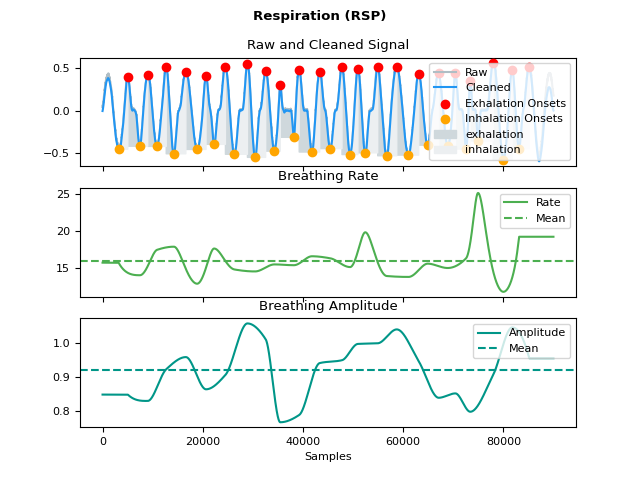 Respiration (RSP)
Raw and Cleaned Signal
0.5
0.0
−0.5
Raw
Cleaned
Exhalation Onsets
Inhalation Onsets
exhalation
inhalation
Breathing Rate
25
20
15
Rate
Mean
Breathing Amplitude
1.0
0.9
0.8
Amplitude
Mean
0
20000
40000
60000
80000
Samples